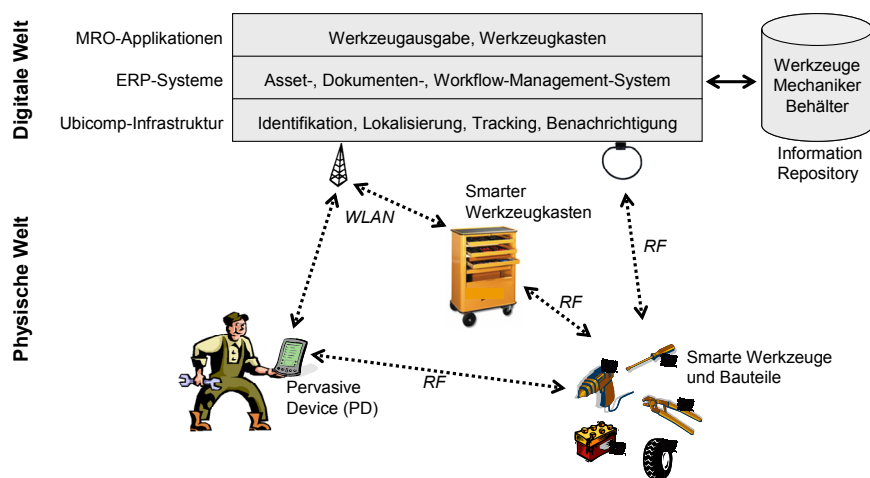 Digitale Welt
MRO-Applikationen
Werkzeugausgabe, Werkzeugkasten
ERP-Systeme
Asset-, Dokumenten-, Workflow-Management-System
Ubicomp-Infrastruktur
Identifikation, Lokalisierung, Tracking, Benachrichtigung
Werkzeuge
Mechaniker
Behälter
Information
Repository
Physische Welt
WLAN
Smarter
Werkzeugkasten
RF
RF
Pervasive
Device (PD)
RF
Smarte Werkzeuge
und Bauteile